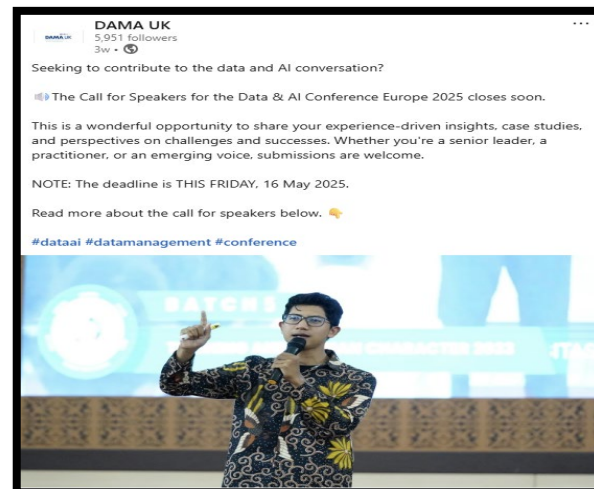 DAMA UK
DAMA UK
5,951 followers
3w •
Seeking to contribute to the data and AI conversation?
🔊The Call for Speakers for the Data & AI Conference Europe 2025 closes soon.
This is a wonderful opportunity to share your experience-driven insights, case studies,
and perspectives on challenges and successes. Whether you're a senior leader, a
practitioner, or an emerging voice, submissions are welcome.
NOTE: The deadline is THIS FRIDAY, 16 May 2025.
Read more about the call for speakers below. 👇
#dataai #datamanagement #conference
BATCH 5
CHARACTER 2023